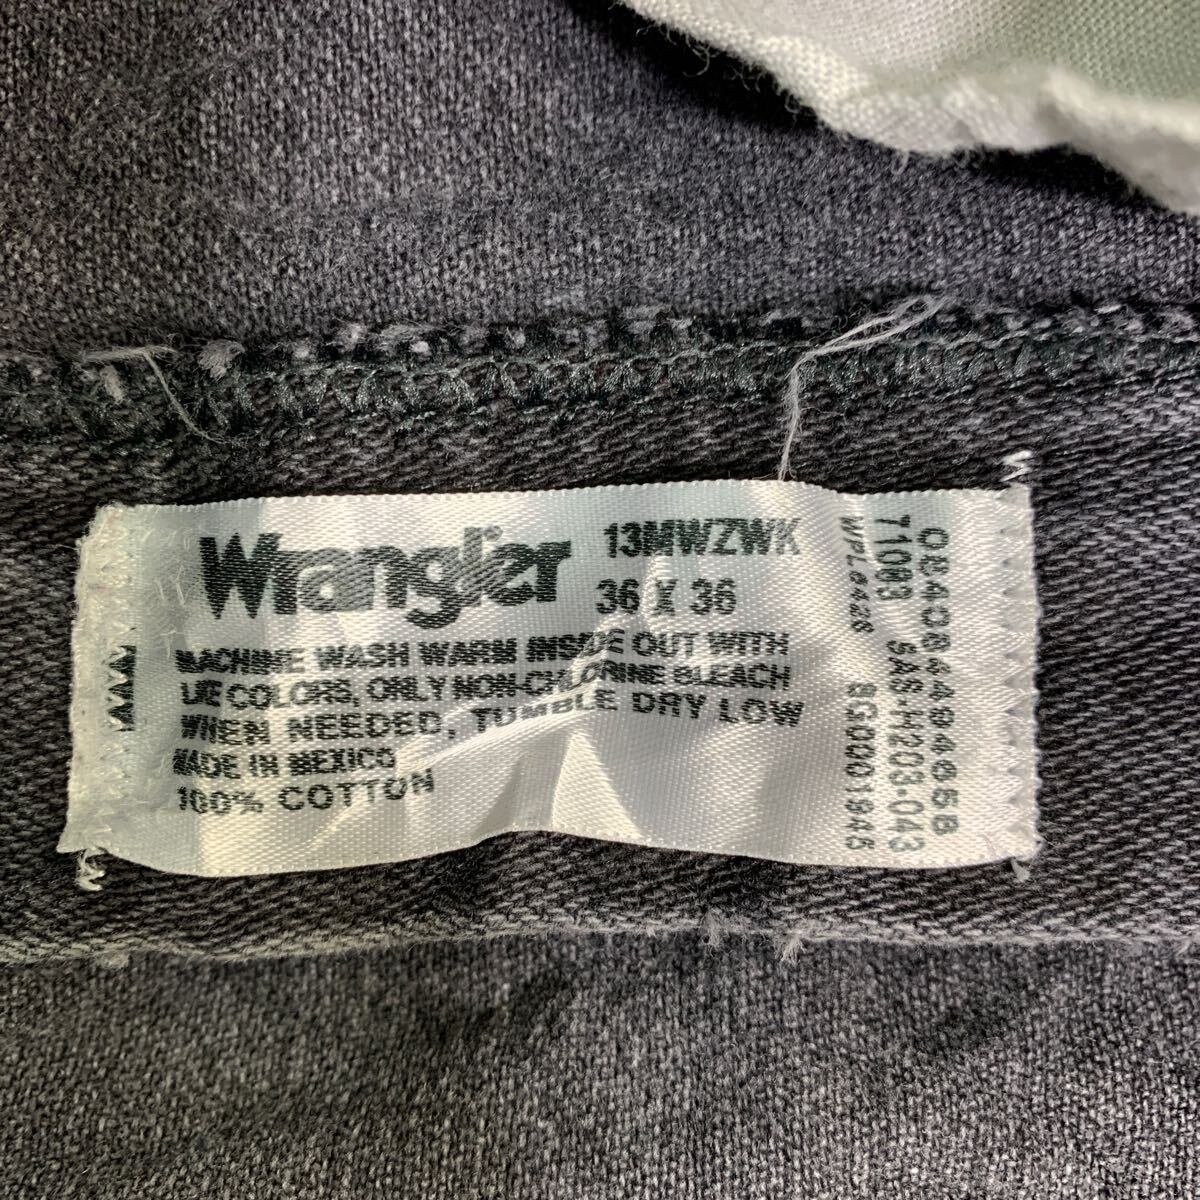 Wrangler 13MWZWK
36 X 36
MACHINE WASH WARM INSIDE OUT WITH
LIKE COLORS, ONLY NON-CHLORINE BLEACH
WHEN NEEDED, TUMBLE DRY LOW
MADE IN MEXICO
100% COTTON
71083 SAS-H203-043
WPL6428 SG0001945